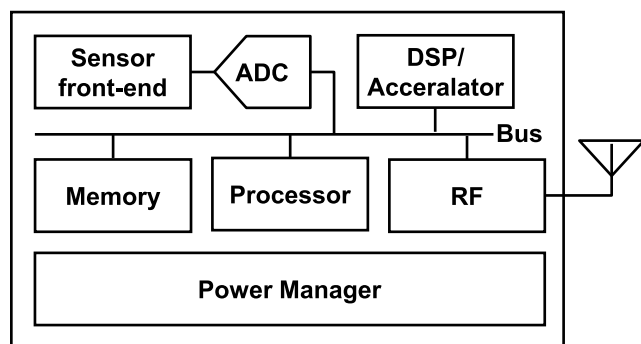 Sensor
front-end
ADC
DSP/
Acceralator
Bus
Memory
Processor
RF
Power Manager